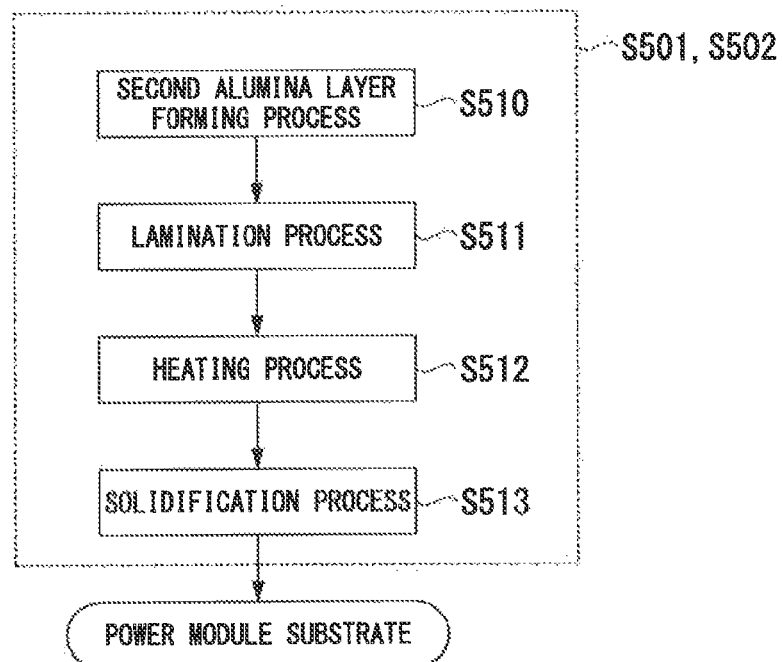 S501, S502
SECOND ALUMINA LAYER
FORMING PROCESS
S510
LAMINATION PROCESS
S511
HEATING PROCESS
S512
SOLIDIFICATION PROCESS
S513
POWER MODULE SUBSTRATE